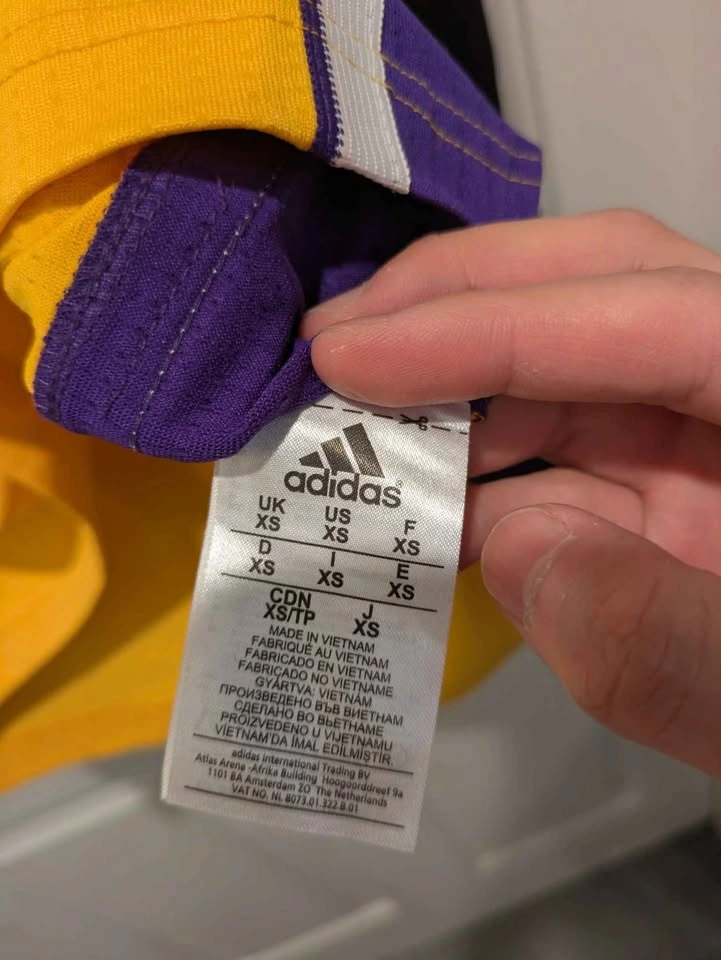 adidas®
UK US F
XS XS XS
D I E
XS XS XS
CDN J
XS/TP XS
MADE IN VIETNAM
FABRIQUÉ AU VIETNAM
FABRICADO EN VIETNAM
FABRICADO NO VIETNAME
GYÁRTVA: VIETNÁM
ПРОИЗВЕДЕНО ВЪВ ВИЕТНАМ
СДЕЛАНО ВО ВЬЕТНАМЕ
PROIZVEDENO U VIJETNAMU
VIETNAM'DA İMAL EDİLMİŞTİR
adidas International Trading BV
Atlas Arena -Afrika Building Hoogoorddreef 9a
1101 BA Amsterdam ZO The Netherlands
VAT NO. NL 8073.01.322 B.01